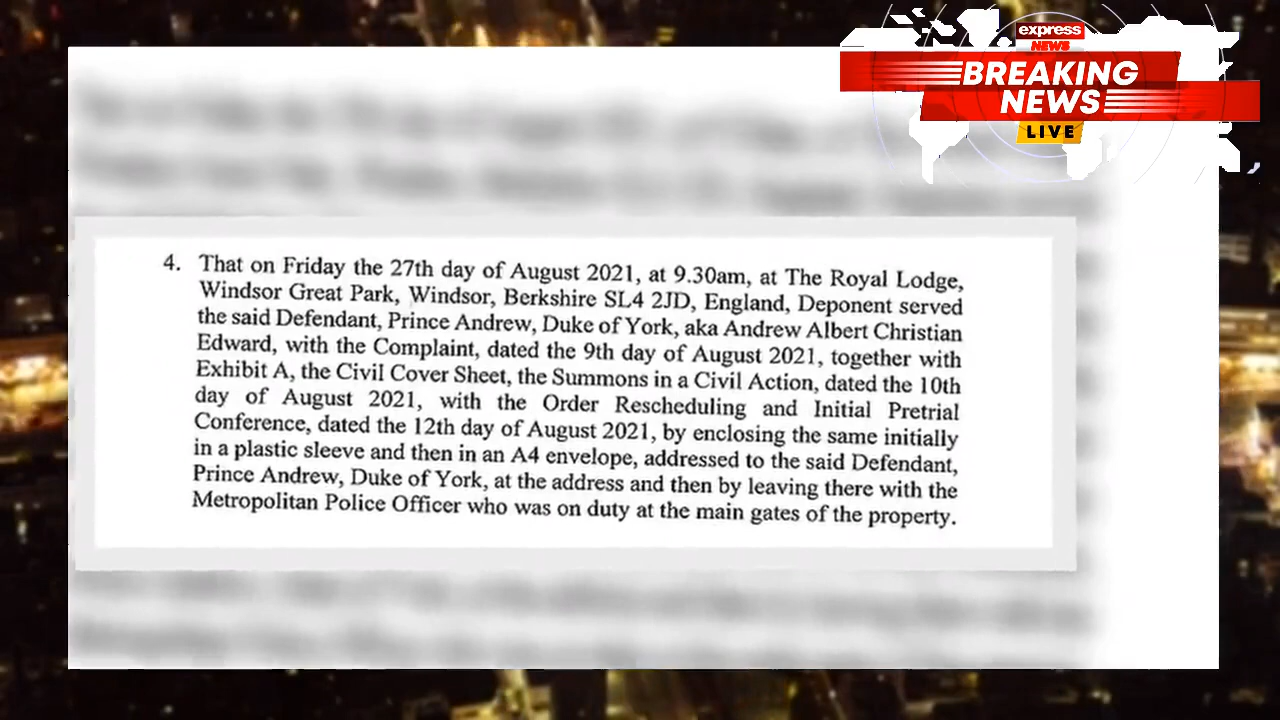 express
NEWS
BREAKING
NEWS
LIVE
4. That on Friday the 27th day of August 2021, at 9.30am, at The Royal Lodge,
Windsor Great Park, Windsor, Berkshire SL4 2JD, England, Deponent served
the said Defendant, Prince Andrew, Duke of York, aka Andrew Albert Christian
Edward, with the Complaint, dated the 9th day of August 2021, together with
Exhibit A, the Civil Cover Sheet, the Summons in a Civil Action, dated the 10th
day of August 2021, with the Order Rescheduling and Initial Pretrial
Conference, dated the 12th day of August 2021, by enclosing the same initially
in a plastic sleeve and then in an A4 envelope, addressed to the said Defendant,
Prince Andrew, Duke of York, at the address and then by leaving there with the
Metropolitan Police Officer who was on duty at the main gates of the property.